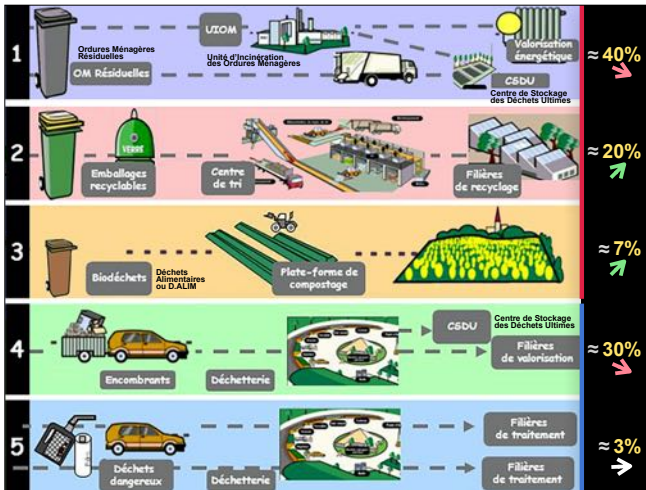 1
Ordures Ménagères
Résiduelles
OM Résiduelles
UIOM
Unité d'Incinération
des Ordures Ménagères
Valorisation
énergétique
CSDU
Centre de Stockage
des Déchets Ultimes
≈ 40%
2
VERRE
Emballages
recyclables
Centre
de tri
Filières
de recyclage
≈ 20%
3
Biodéchets
Déchets
Alimentaires
ou D.ALIM
Plate-forme de
compostage
≈ 7%
4
Encombrants
Déchetterie
CSDU
Centre de Stockage
des Déchets Ultimes
Filières
de valorisation
≈ 30%
5
Déchets
dangereux
Déchetterie
Filières
de traitement
Filières
de traitement
≈ 3%